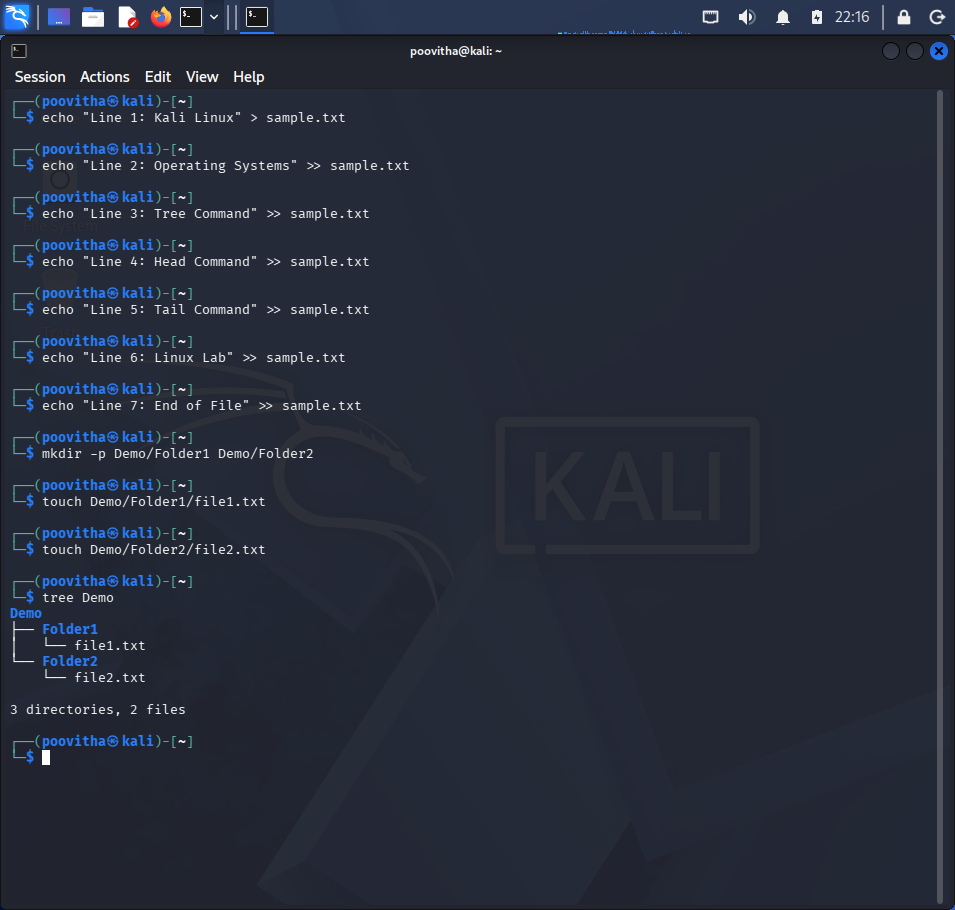 22:16
poovitha@kali: ~
Session Actions Edit View Help
┌──(poovitha㉿kali)-[~]
└─$ echo "Line 1: Kali Linux" > sample.txt
┌──(poovitha㉿kali)-[~]
└─$ echo "Line 2: Operating Systems" >> sample.txt
┌──(poovitha㉿kali)-[~]
└─$ echo "Line 3: Tree Command" >> sample.txt
File System
┌──(poovitha㉿kali)-[~]
└─$ echo "Line 4: Head Command" >> sample.txt
┌──(poovitha㉿kali)-[~]
└─$ echo "Line 5: Tail Command" >> sample.txt
┌──(poovitha㉿kali)-[~]
└─$ echo "Line 6: Linux Lab" >> sample.txt
┌──(poovitha㉿kali)-[~]
└─$ echo "Line 7: End of File" >> sample.txt
┌──(poovitha㉿kali)-[~]
└─$ mkdir -p Demo/Folder1 Demo/Folder2
KALI
┌──(poovitha㉿kali)-[~]
└─$ touch Demo/Folder1/file1.txt
┌──(poovitha㉿kali)-[~]
└─$ touch Demo/Folder2/file2.txt
┌──(poovitha㉿kali)-[~]
└─$ tree Demo
Demo
├── Folder1
│   └── file1.txt
└── Folder2
    └── file2.txt
3 directories, 2 files
┌──(poovitha㉿kali)-[~]
└─$